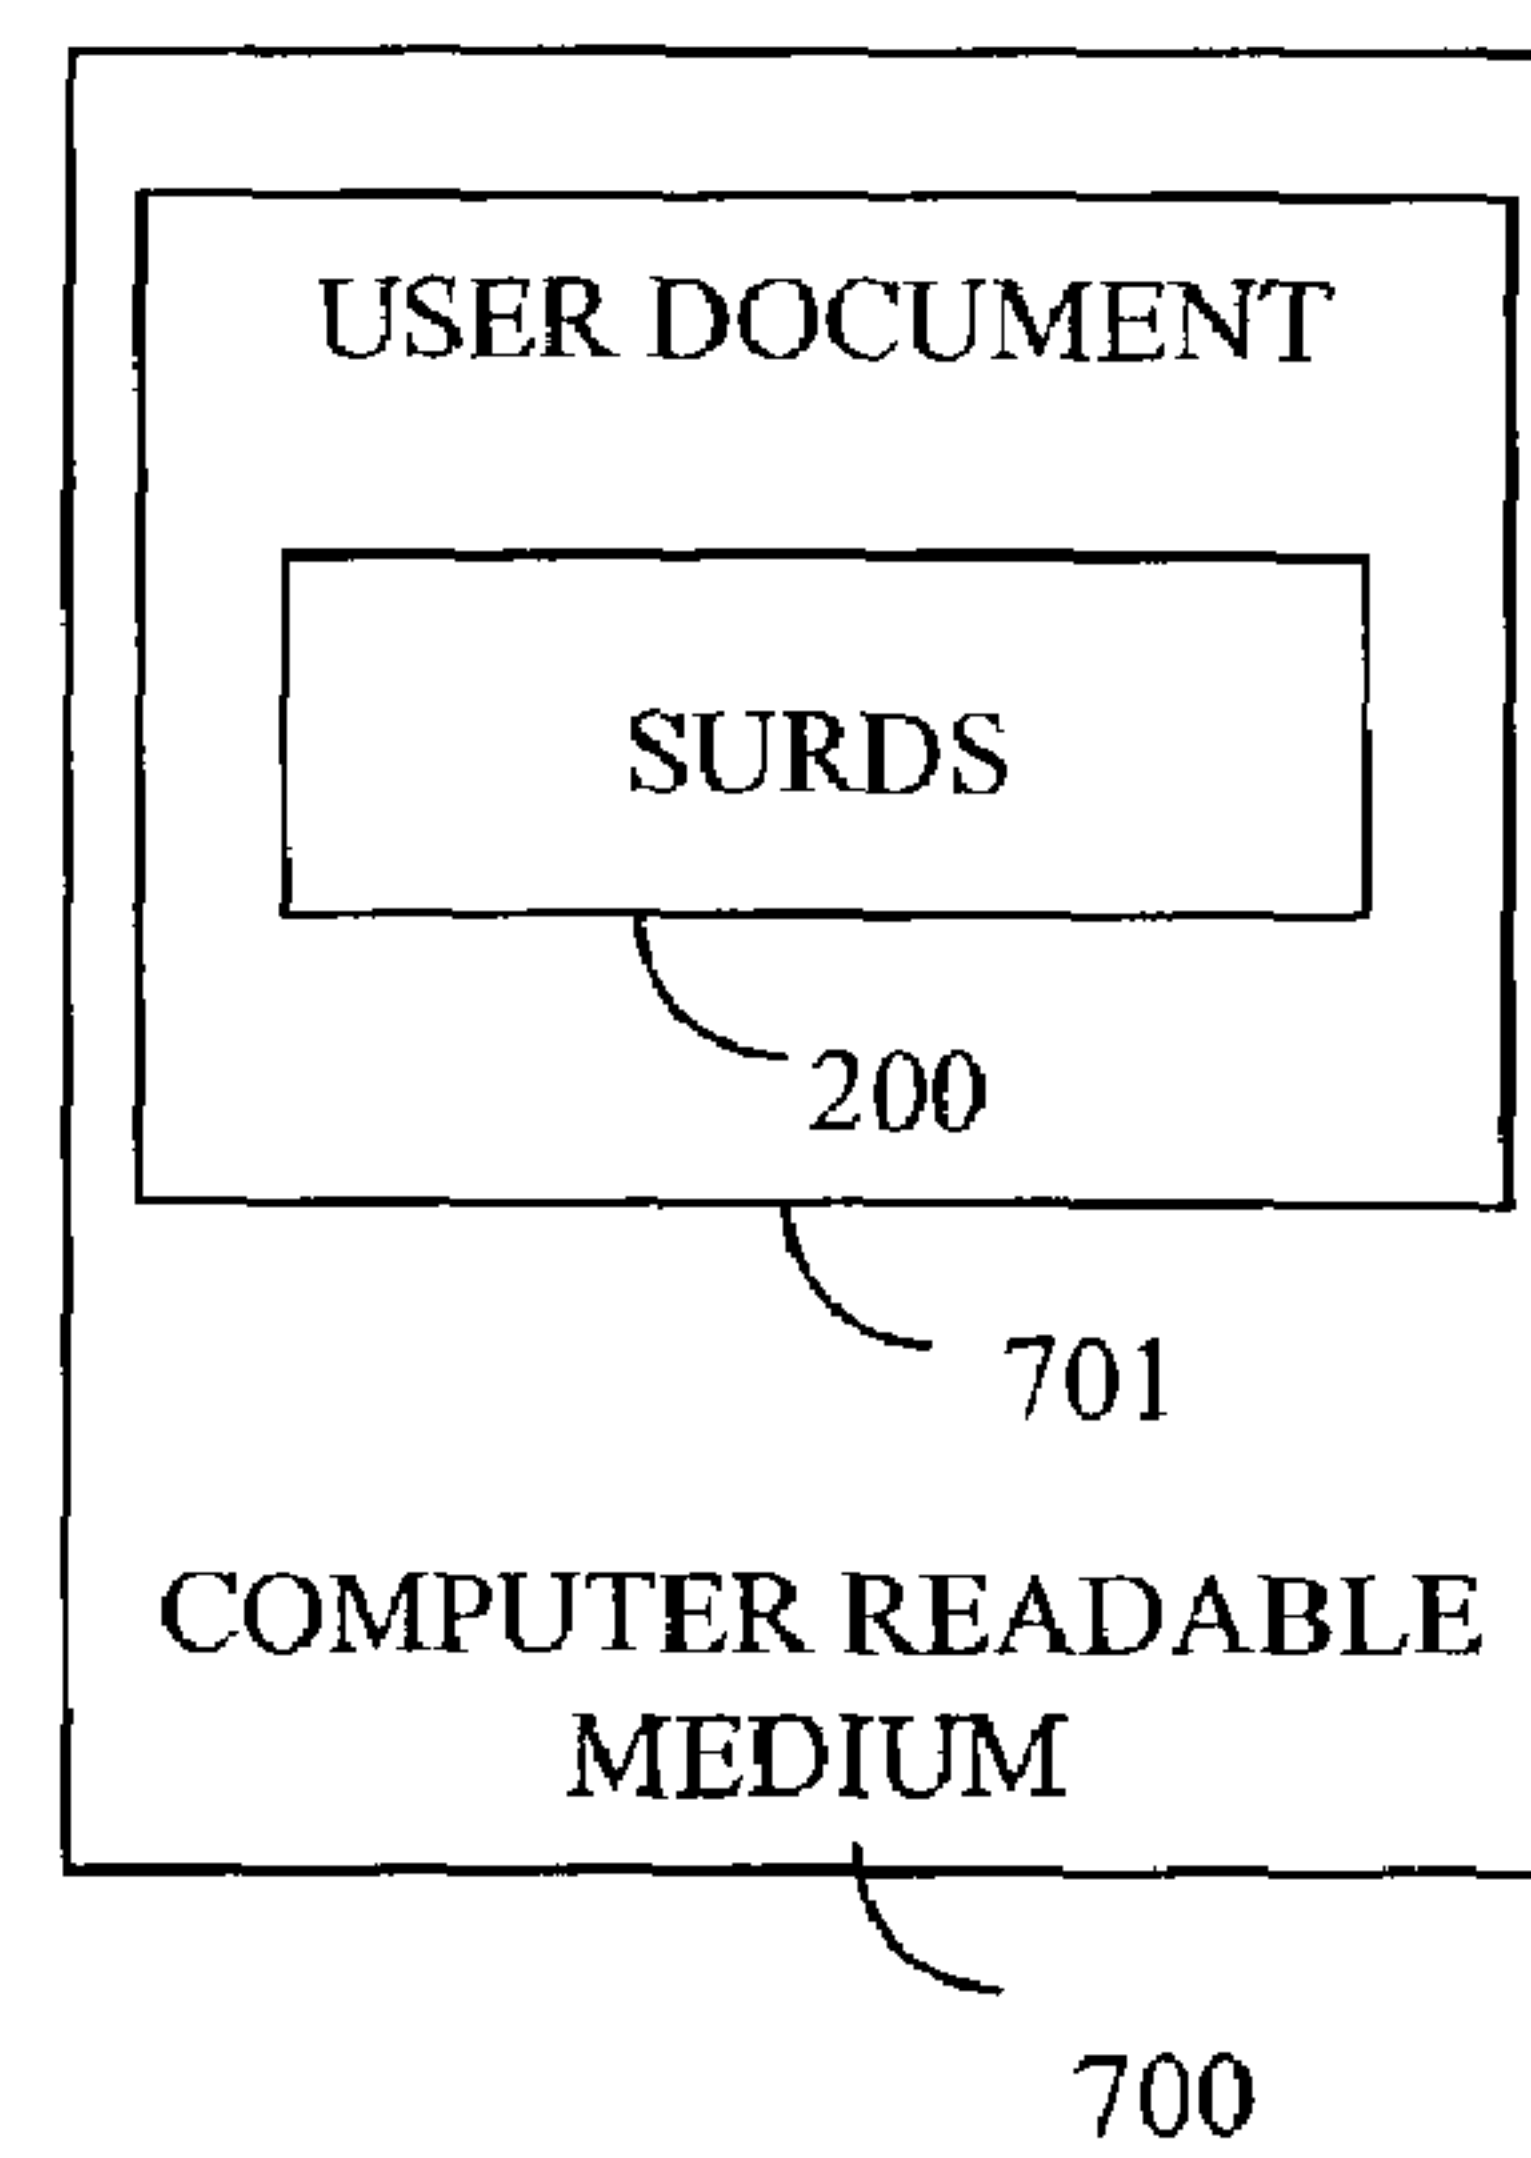 USER DOCUMENT
SURDS
200
701
COMPUTER READABLE
MEDIUM
700